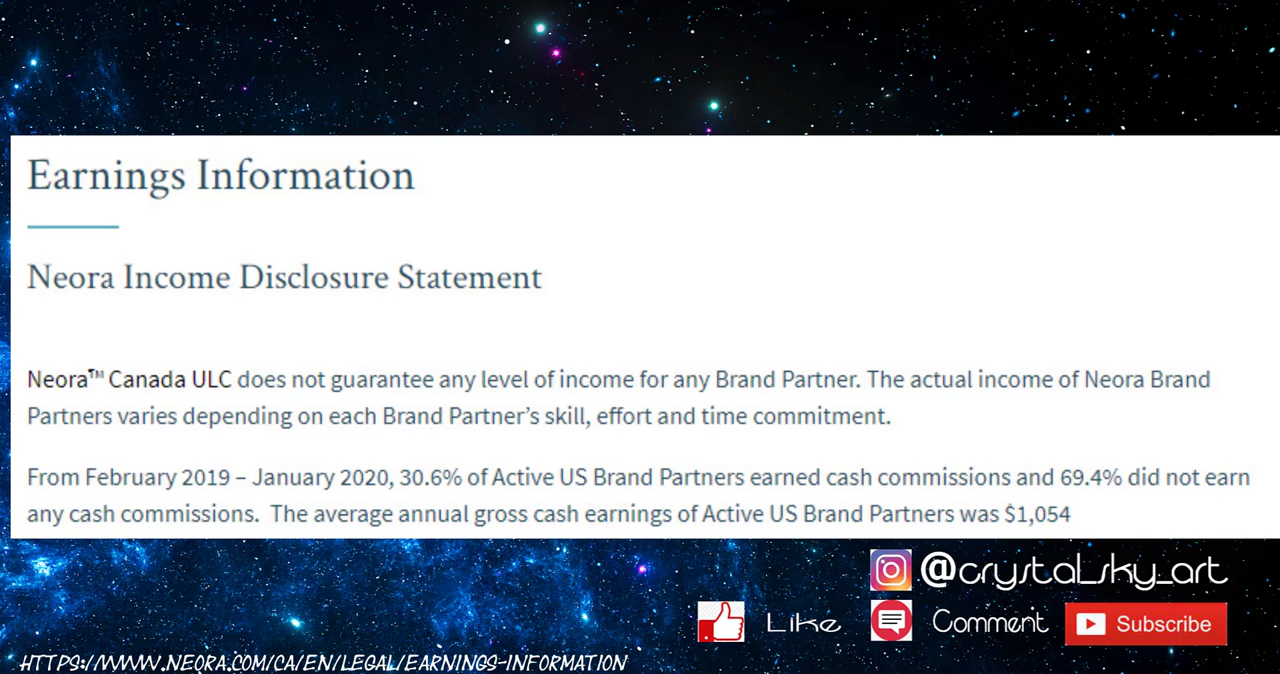 Earnings Information
Neora Income Disclosure Statement
Neora™ Canada ULC does not guarantee any level of income for any Brand Partner. The actual income of Neora Brand
Partners varies depending on each Brand Partner’s skill, effort and time commitment.
From February 2019 – January 2020, 30.6% of Active US Brand Partners earned cash commissions and 69.4% did not earn
any cash commissions.  The average annual gross cash earnings of Active US Brand Partners was $1,054
@crystal_sky_art
Like
Comment
Subscribe
HTTPS://WWW.NEORA.COM/CA/EN/LEGAL/EARNINGS-INFORMATION